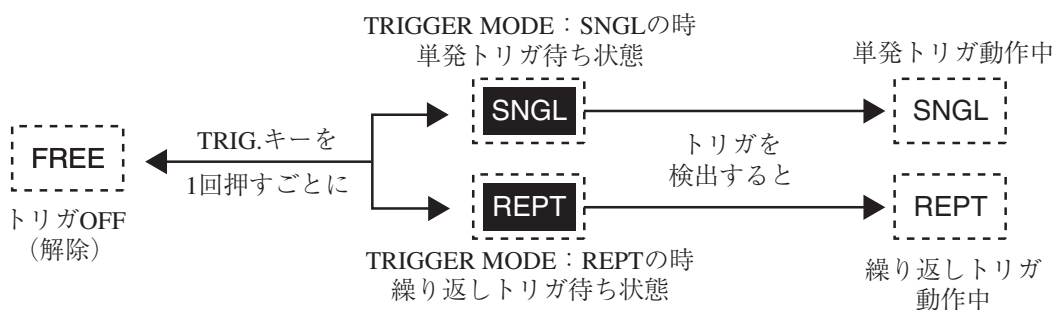 TRIGGER MODE：SNGLの時
単発トリガ待ち状態
単発トリガ動作中
SNGL
SNGL
FREE
TRIG.キーを
1回押すごとに
トリガを
検出すると
トリガOFF
（解除）
REPT
REPT
TRIGGER MODE：REPTの時
繰り返しトリガ待ち状態
繰り返しトリガ
動作中